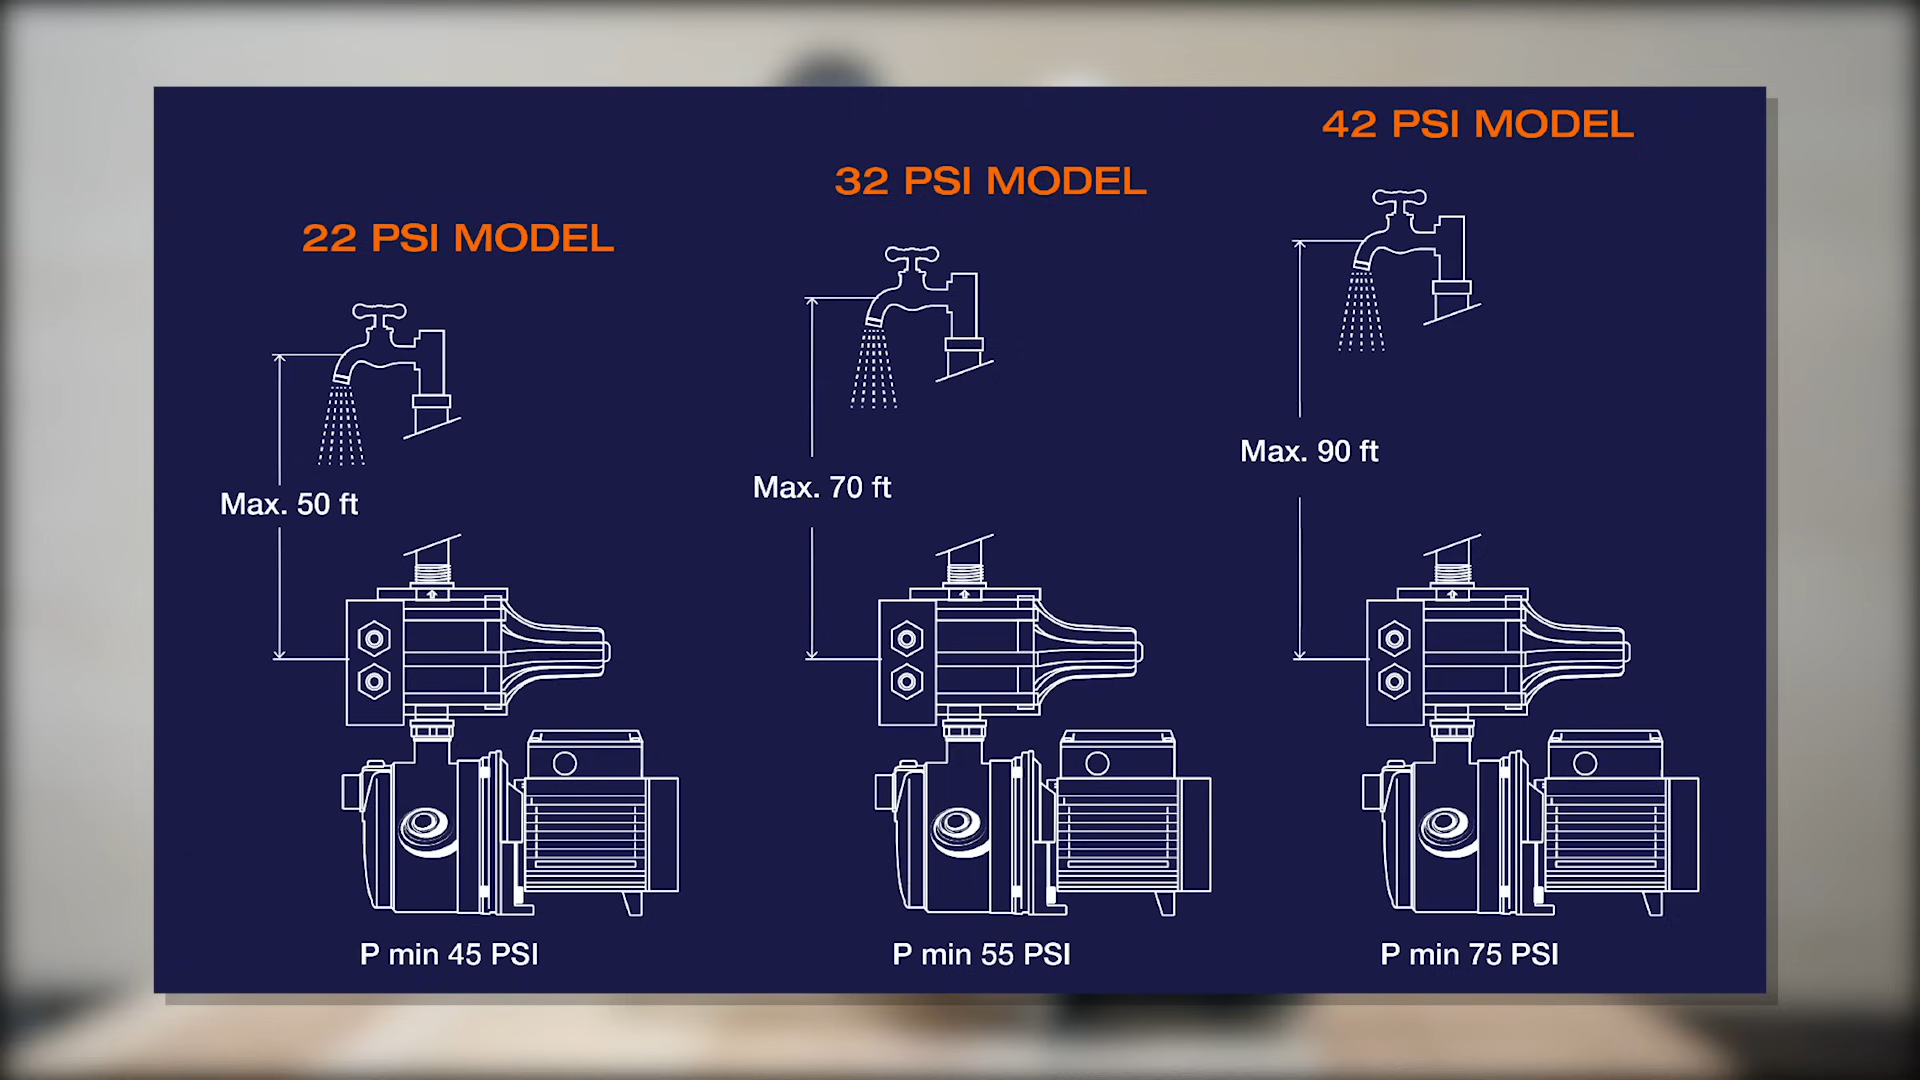 22 PSI MODEL
Max. 50 ft
P min 45 PSI
32 PSI MODEL
Max. 70 ft
P min 55 PSI
42 PSI MODEL
Max. 90 ft
P min 75 PSI